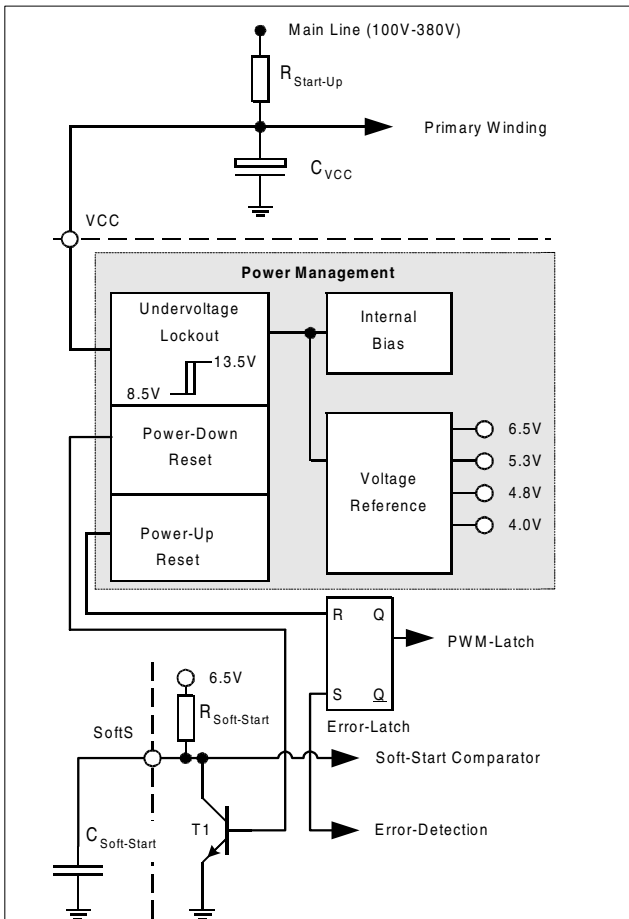 Main Line (100V-380V)
R Start-Up
Primary Winding
C VCC
VCC
Power Management
Undervoltage
Lockout
13.5V
8.5V
Internal
Bias
Power-Down
Reset
6.5V
5.3V
Voltage
Reference
4.8V
4.0V
Power-Up
Reset
R Q
PWM-Latch
S Q
Error-Latch
6.5V
R Soft-Start
SoftS
Soft-Start Comparator
T1
Error-Detection
C Soft-Start